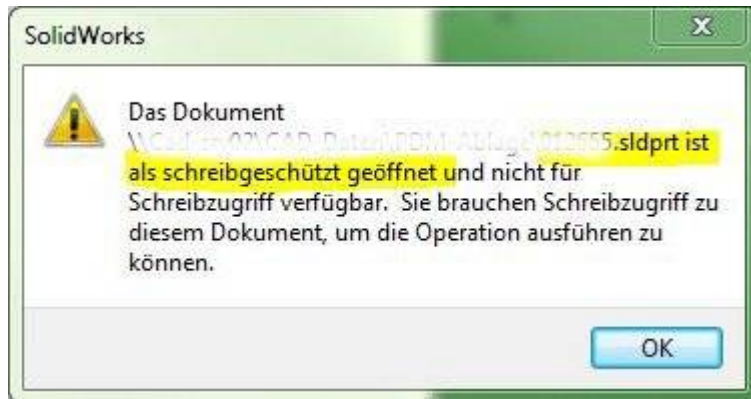 SolidWorks
Das Dokument
.sldprt ist
als schreibgeschützt geöffnet und nicht für
Schreibzugriff verfügbar. Sie brauchen Schreibzugriff zu
diesem Dokument, um die Operation ausführen zu
können.
OK